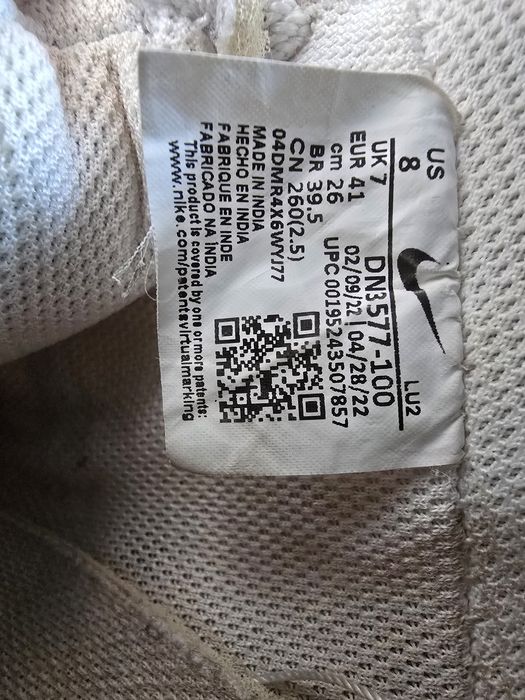 US
8
LU2
UK 7
EUR 41
cm 26
BR 39.5
CN 260(2.5)
DN3577-100
02/09/22 | 04/28/22
UPC 00195243507857
04DMR4X6WYJ77
MADE IN INDIA
HECHO EN INDIA
FABRIQUE EN INDE
FABRICADO NA ÍNDIA
This product is covered by one or more patents:
www.nike.com/patentsvirtualmarking